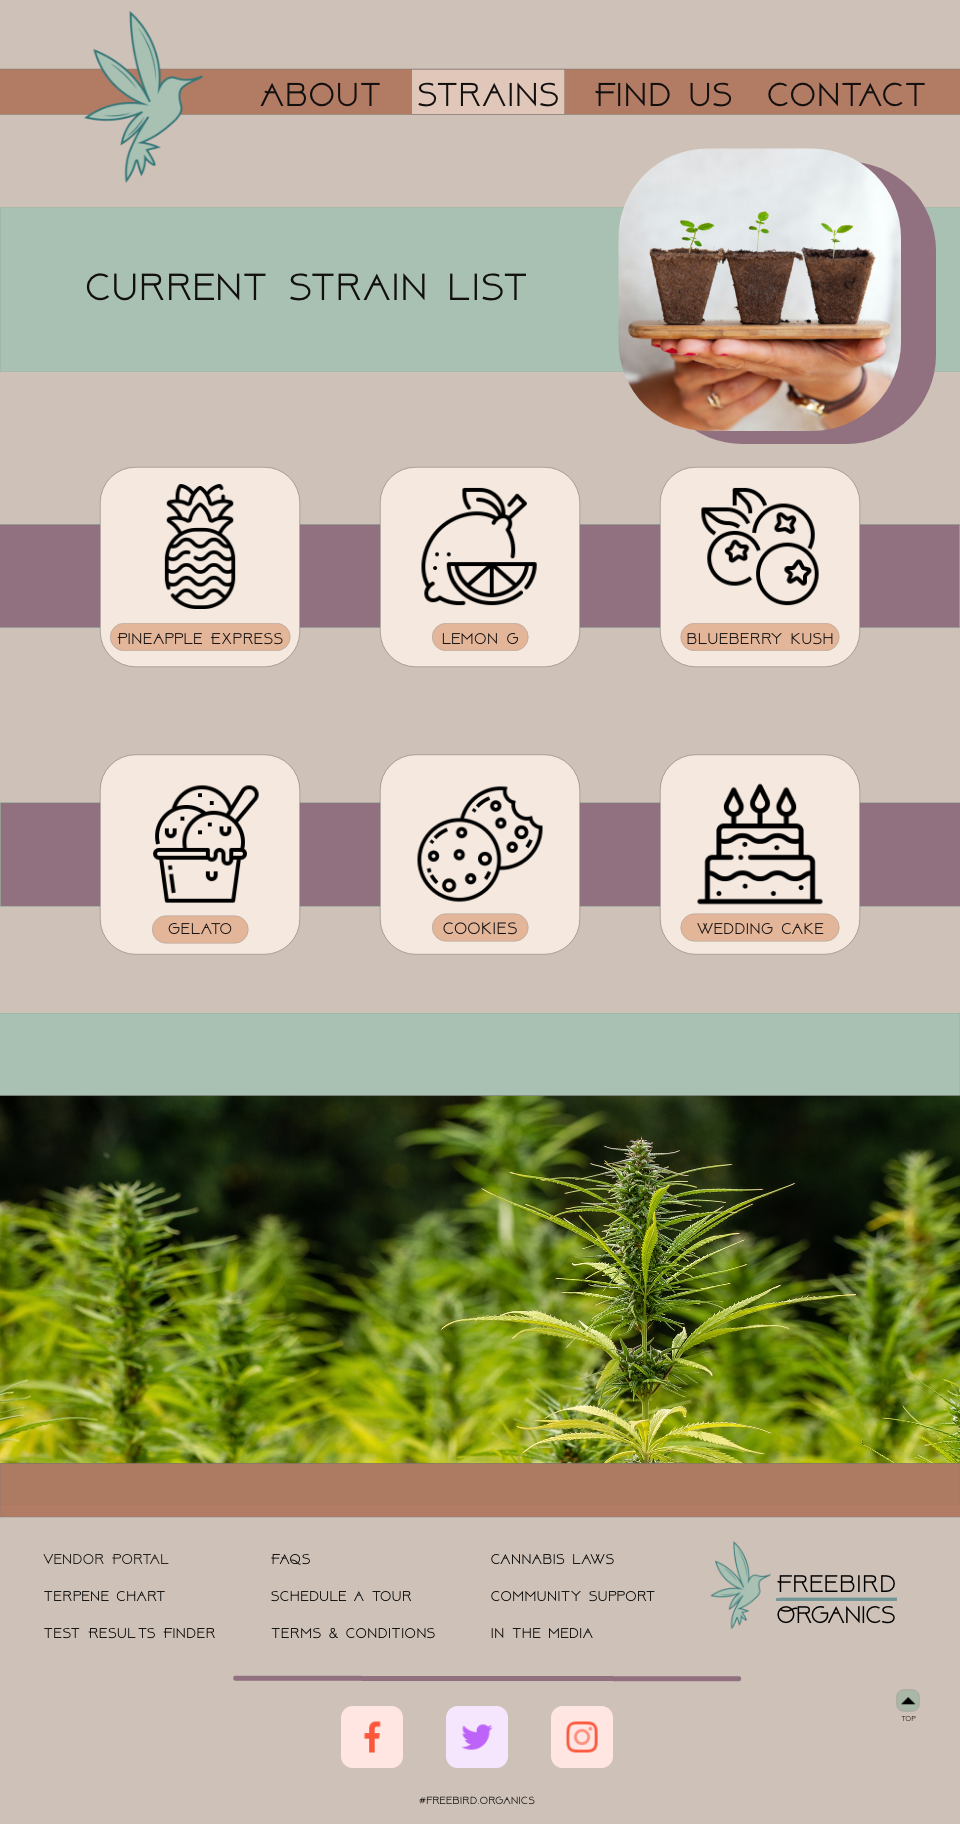 ABOUT STRAINS FIND US CONTACT
CURRENT STRAIN LIST
PINEAPPLE EXPRESS
LEMON G
BLUEBERRY KUSH
GELATO
COOKIES
WEDDING CAKE
VENDOR PORTAL
TERPENE CHART
TEST RESULTS FINDER
FAQS
SCHEDULE A TOUR
TERMS & CONDITIONS
CANNABIS LAWS
COMMUNITY SUPPORT
IN THE MEDIA
FREEBIRD
ORGANICS
TOP
#FREEBIRD.ORGANICS